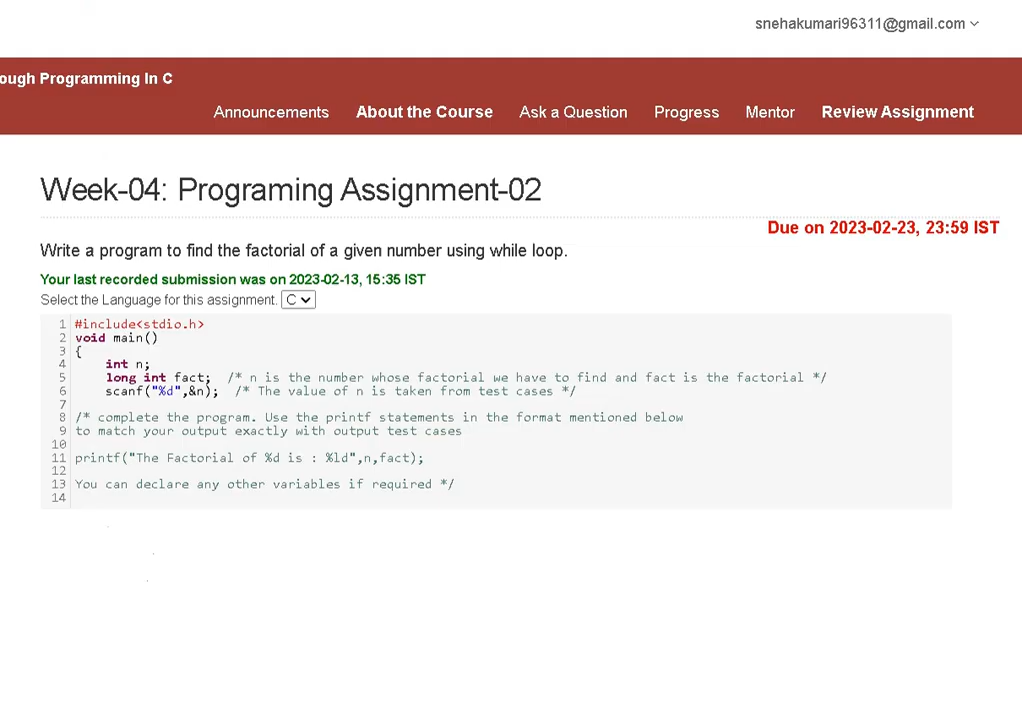 snehakumari96311@gmail.com
ough Programming In C
Announcements About the Course Ask a Question Progress Mentor Review Assignment
Week-04: Programing Assignment-02
Due on 2023-02-23, 23:59 IST
Write a program to find the factorial of a given number using while loop.
Your last recorded submission was on 2023-02-13, 15:35 IST
Select the Language for this assignment. C
1 #include<stdio.h>
2 void main()
3 {
4 int n;
5 long int fact; /* n is the number whose factorial we have to find and fact is the factorial */
6 scanf("%d",&n); /* The value of n is taken from test cases */
7
8 /* complete the program. Use the printf statements in the format mentioned below
9 to match your output exactly with output test cases
10
11 printf("The Factorial of %d is : %ld",n,fact);
12
13 You can declare any other variables if required */
14